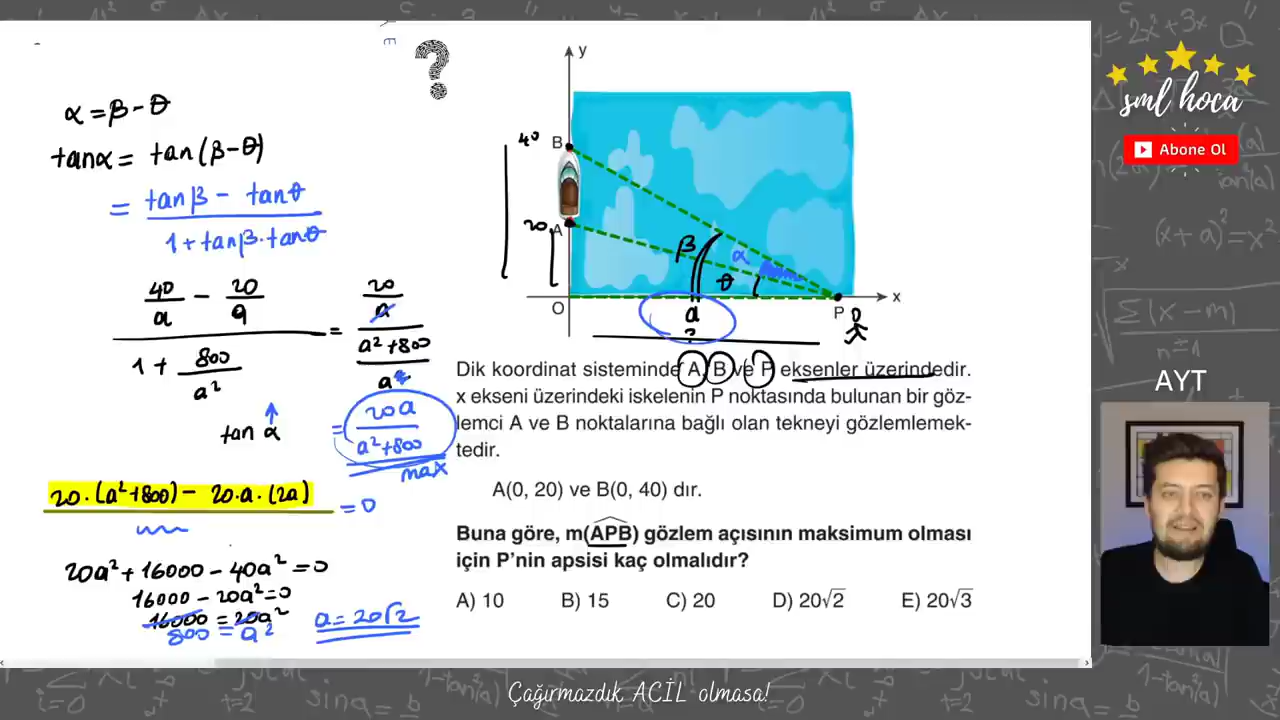 α = β - θ
tanα = tan(β-θ)
= tanβ - tanθ
1 + tanβ.tanθ
40/a - 20/a
1 + 800/a²
=
20/a
a²+800
a²
tan α
= 20a
a²+800
max
20.(a²+800) - 20.a.(2a)
= 0
20a² + 16000 - 40a² = 0
16000 - 20a² = 0
16000 = 20a²
800 = a²
a = 20√2
?
y
40
B
20
A
β
α
θ
O
a
?
P
x
Dik koordinat sisteminde A, B ve P eksenler üzerindedir.
x ekseni üzerindeki iskelenin P noktasında bulunan bir göz-
lemci A ve B noktalarına bağlı olan tekneyi gözlemlemek-
tedir.
A(0, 20) ve B(0, 40) dır.
Buna göre, m(APB) gözlem açısının maksimum olması
için P'nin apsisi kaç olmalıdır?
A) 10 B) 15 C) 20 D) 20√2 E) 20√3
sml hoca
Abone Ol
AYT
Çağırmazdık ACİL olmasa!